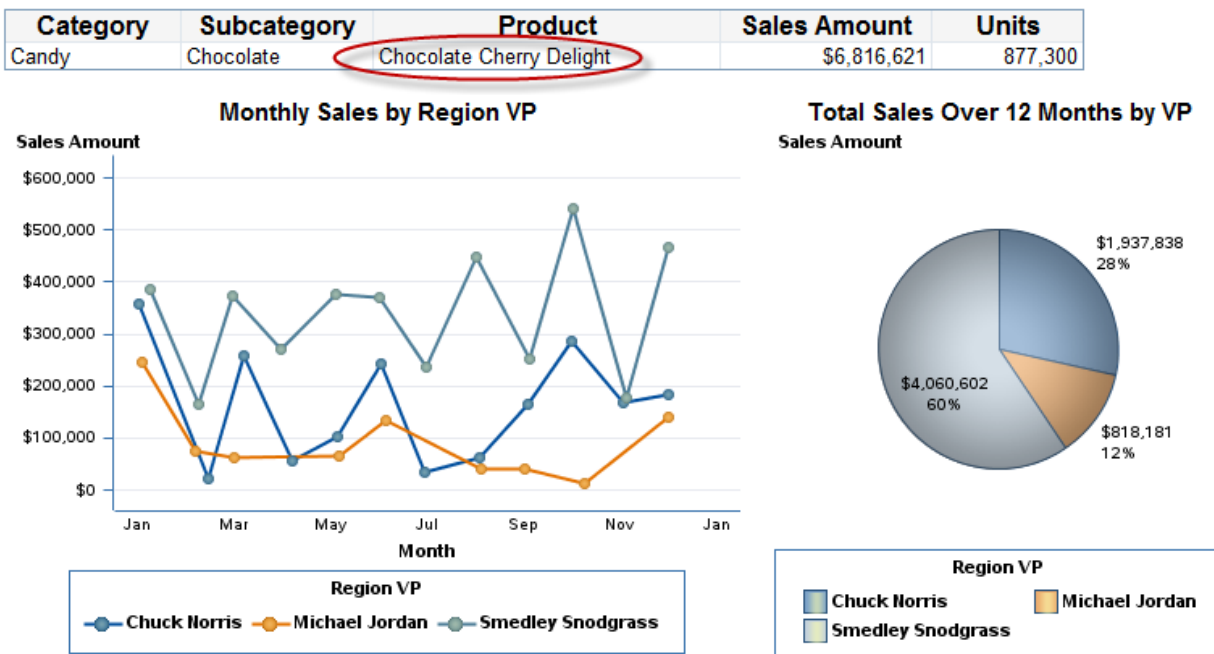 Category Subcategory Product Sales Amount Units
Candy Chocolate Chocolate Cherry Delight $6,816,621 877,300
Monthly Sales by Region VP
Sales Amount
$600,000
$500,000
$400,000
$300,000
$200,000
$100,000
$0
Jan Mar May Jul Sep Nov Jan
Month
Region VP
Chuck Norris Michael Jordan Smedley Snodgrass
Total Sales Over 12 Months by VP
Sales Amount
$1,937,838
28%
$4,060,602
60%
$818,181
12%
Region VP
Chuck Norris Michael Jordan
Smedley Snodgrass